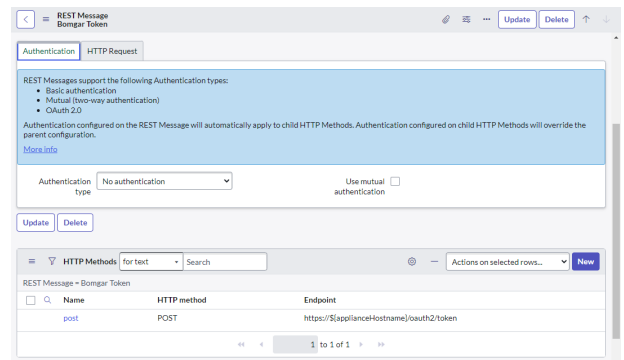 REST Message
Bomgar Token
Update Delete
Authentication HTTP Request
REST Messages support the following Authentication types:
• Basic authentication
• Mutual (two-way authentication)
• OAuth 2.0
Authentication configured on the REST Message will automatically apply to child HTTP Methods. Authentication configured on child HTTP Methods will override the
parent configuration.
More info
Authentication type No authentication Use mutual authentication
Update Delete
HTTP Methods for text Search Actions on selected rows... New
REST Message = Bomgar Token
Name HTTP method Endpoint
post POST https://${applianceHostname}/oauth2/token
1 to 1 of 1